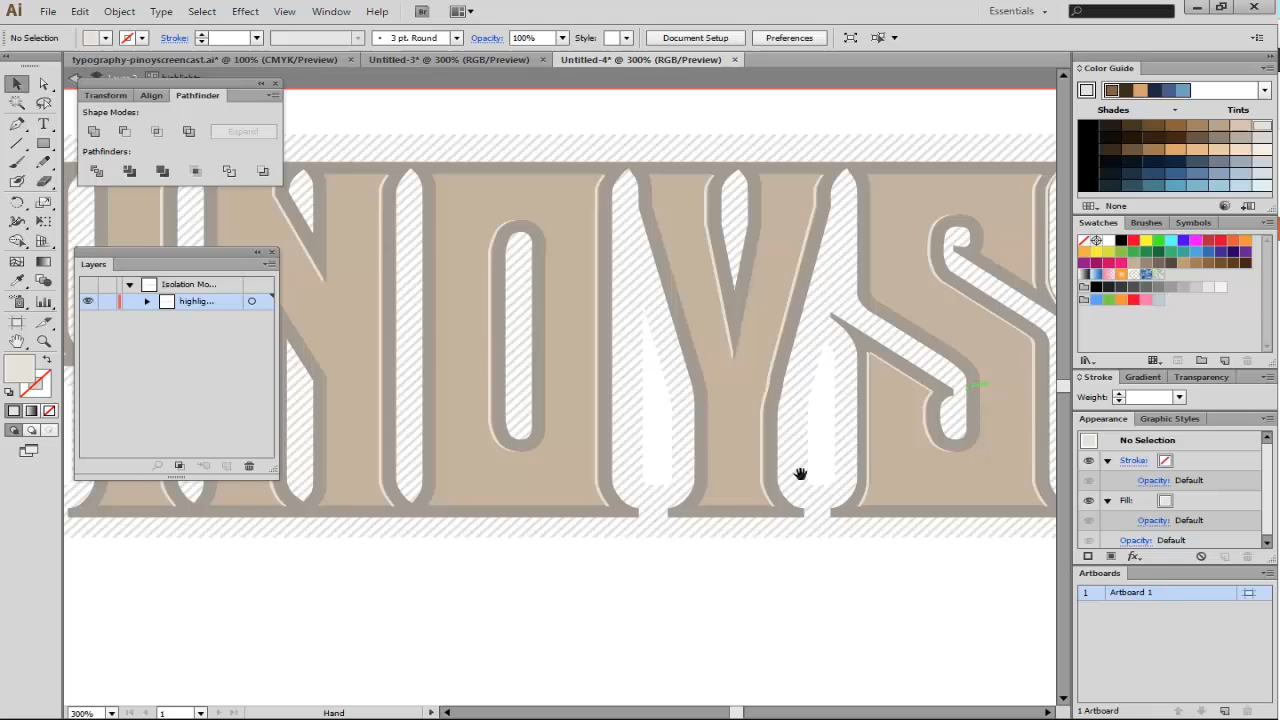 Ai File Edit Object Type Select Effect View Window Help Br Essentials
No Selection Stroke: 3 pt. Round Opacity: 100% Style: Document Setup Preferences
typography-pinoyscreencast.ai* @ 100% (CMYK/Preview) × Untitled-3* @ 300% (RGB/Preview) × Untitled-4* @ 300% (RGB/Preview) ×
Transform Align Pathfinder
Shape Modes:
Expand
Pathfinders:
Layers
Isolation Mo...
highlig...
NOYS
Color Guide
Shades Tints
None
Swatches Brushes Symbols
Stroke Gradient Transparency
Weight:
Appearance Graphic Styles
No Selection
Stroke:
Opacity: Default
Fill:
Opacity: Default
Opacity: Default
Artboards
1 Artboard 1
1 Artboard
300% 1 Hand